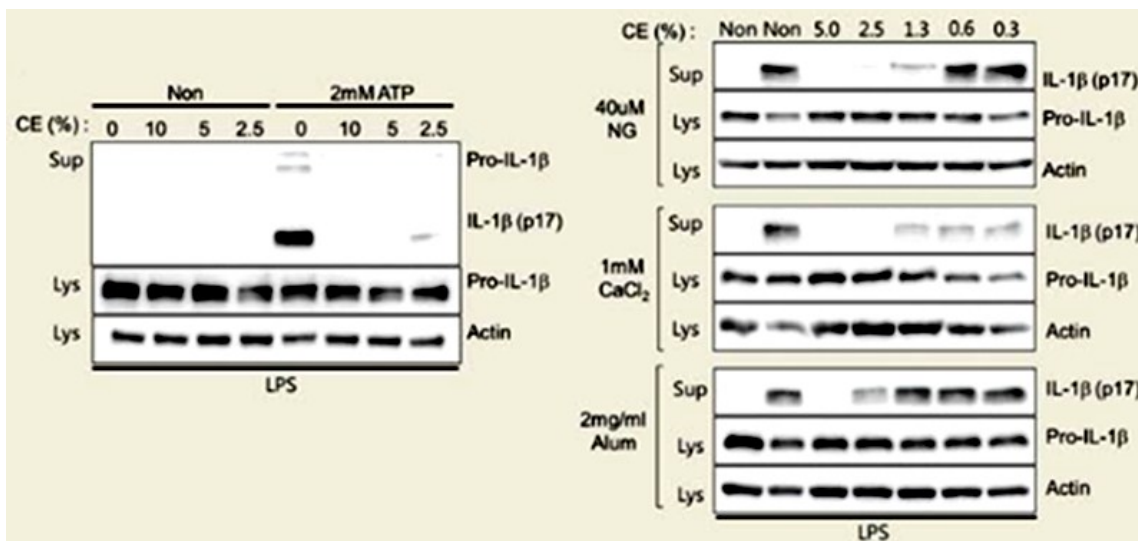 Non 2mM ATP
CE (%) : 0 10 5 2.5 0 10 5 2.5
Sup Pro-IL-1β
IL-1β (p17)
Lys Pro-IL-1β
Lys Actin
LPS
CE (%) : Non Non 5.0 2.5 1.3 0.6 0.3
40uM NG
Sup IL-1β (p17)
Lys Pro-IL-1β
Lys Actin
1mM CaCl₂
Sup IL-1β (p17)
Lys Pro-IL-1β
Lys Actin
2mg/ml Alum
Sup IL-1β (p17)
Lys Pro-IL-1β
Lys Actin
LPS